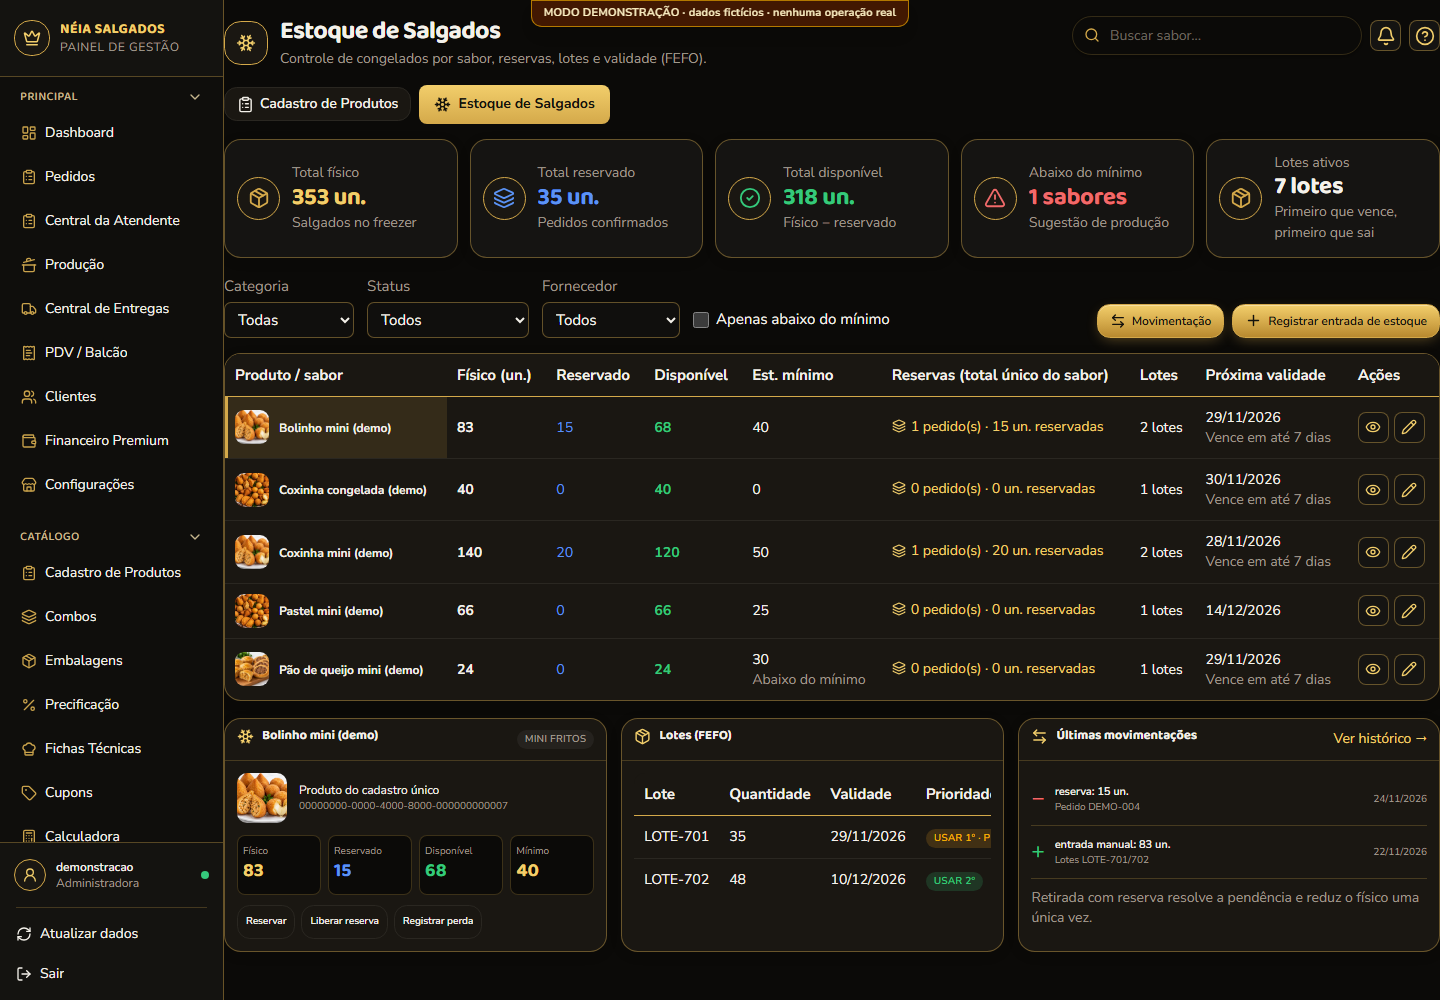 NÉIA SALGADOS
PAINEL DE GESTÃO
PRINCIPAL
Dashboard
Pedidos
Central da Atendente
Produção
Central de Entregas
PDV / Balcão
Clientes
Financeiro Premium
Configurações
CATÁLOGO
Cadastro de Produtos
Combos
Embalagens
Precificação
Fichas Técnicas
Cupons
Calculadora
demonstracao
Administradora
Atualizar dados
Sair
MODO DEMONSTRAÇÃO · dados fictícios · nenhuma operação real
Estoque de Salgados
Controle de congelados por sabor, reservas, lotes e validade (FEFO).
Buscar sabor...
Cadastro de Produtos
Estoque de Salgados
Total físico
353 un.
Salgados no freezer
Total reservado
35 un.
Pedidos confirmados
Total disponível
318 un.
Físico – reservado
Abaixo do mínimo
1 sabores
Sugestão de produção
Lotes ativos
7 lotes
Primeiro que vence,
primeiro que sai
Categoria
Todas
Status
Todos
Fornecedor
Todos
Apenas abaixo do mínimo
Movimentação
Registrar entrada de estoque
Produto / sabor Físico (un.) Reservado Disponível Est. mínimo Reservas (total único do sabor) Lotes Próxima validade Ações
Bolinho mini (demo) 83 15 68 40 1 pedido(s) · 15 un. reservadas 2 lotes 29/11/2026
Vence em até 7 dias
Coxinha congelada (demo) 40 0 40 0 0 pedido(s) · 0 un. reservadas 1 lotes 30/11/2026
Vence em até 7 dias
Coxinha mini (demo) 140 20 120 50 1 pedido(s) · 20 un. reservadas 2 lotes 28/11/2026
Vence em até 7 dias
Pastel mini (demo) 66 0 66 25 0 pedido(s) · 0 un. reservadas 1 lotes 14/12/2026
Pão de queijo mini (demo) 24 0 24 30 0 pedido(s) · 0 un. reservadas 1 lotes 29/11/2026
Abaixo do mínimo Vence em até 7 dias
Bolinho mini (demo)
MINI FRITOS
Produto do cadastro único
00000000-0000-4000-8000-000000000007
Físico
83
Reservado
15
Disponível
68
Mínimo
40
Reservar
Liberar reserva
Registrar perda
Lotes (FEFO)
Lote Quantidade Validade Prioridad
LOTE-701 35 29/11/2026 USAR 1º · P
LOTE-702 48 10/12/2026 USAR 2º
Últimas movimentações
Ver histórico →
reserva: 15 un.
Pedido DEMO-004
24/11/2026
entrada manual: 83 un.
Lotes LOTE-701/702
22/11/2026
Retirada com reserva resolve a pendência e reduz o físico uma
única vez.